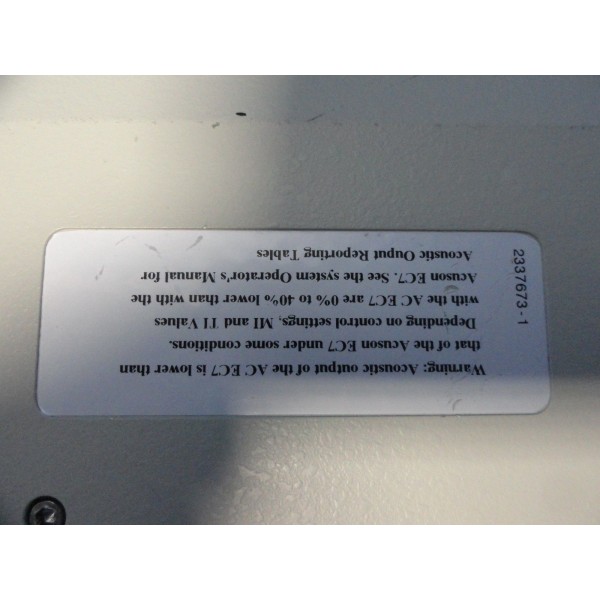 Warning: Acoustic output of the AC EC7 is lower than
that of the Acuson EC7 under some conditions.
Depending on control settings, MI and TI Values
with the AC EC7 are 0% to 40% lower than with the
Acuson EC7. See the system Operator's Manual for
Acoustic Ouput Reporting Tables
2337673-1